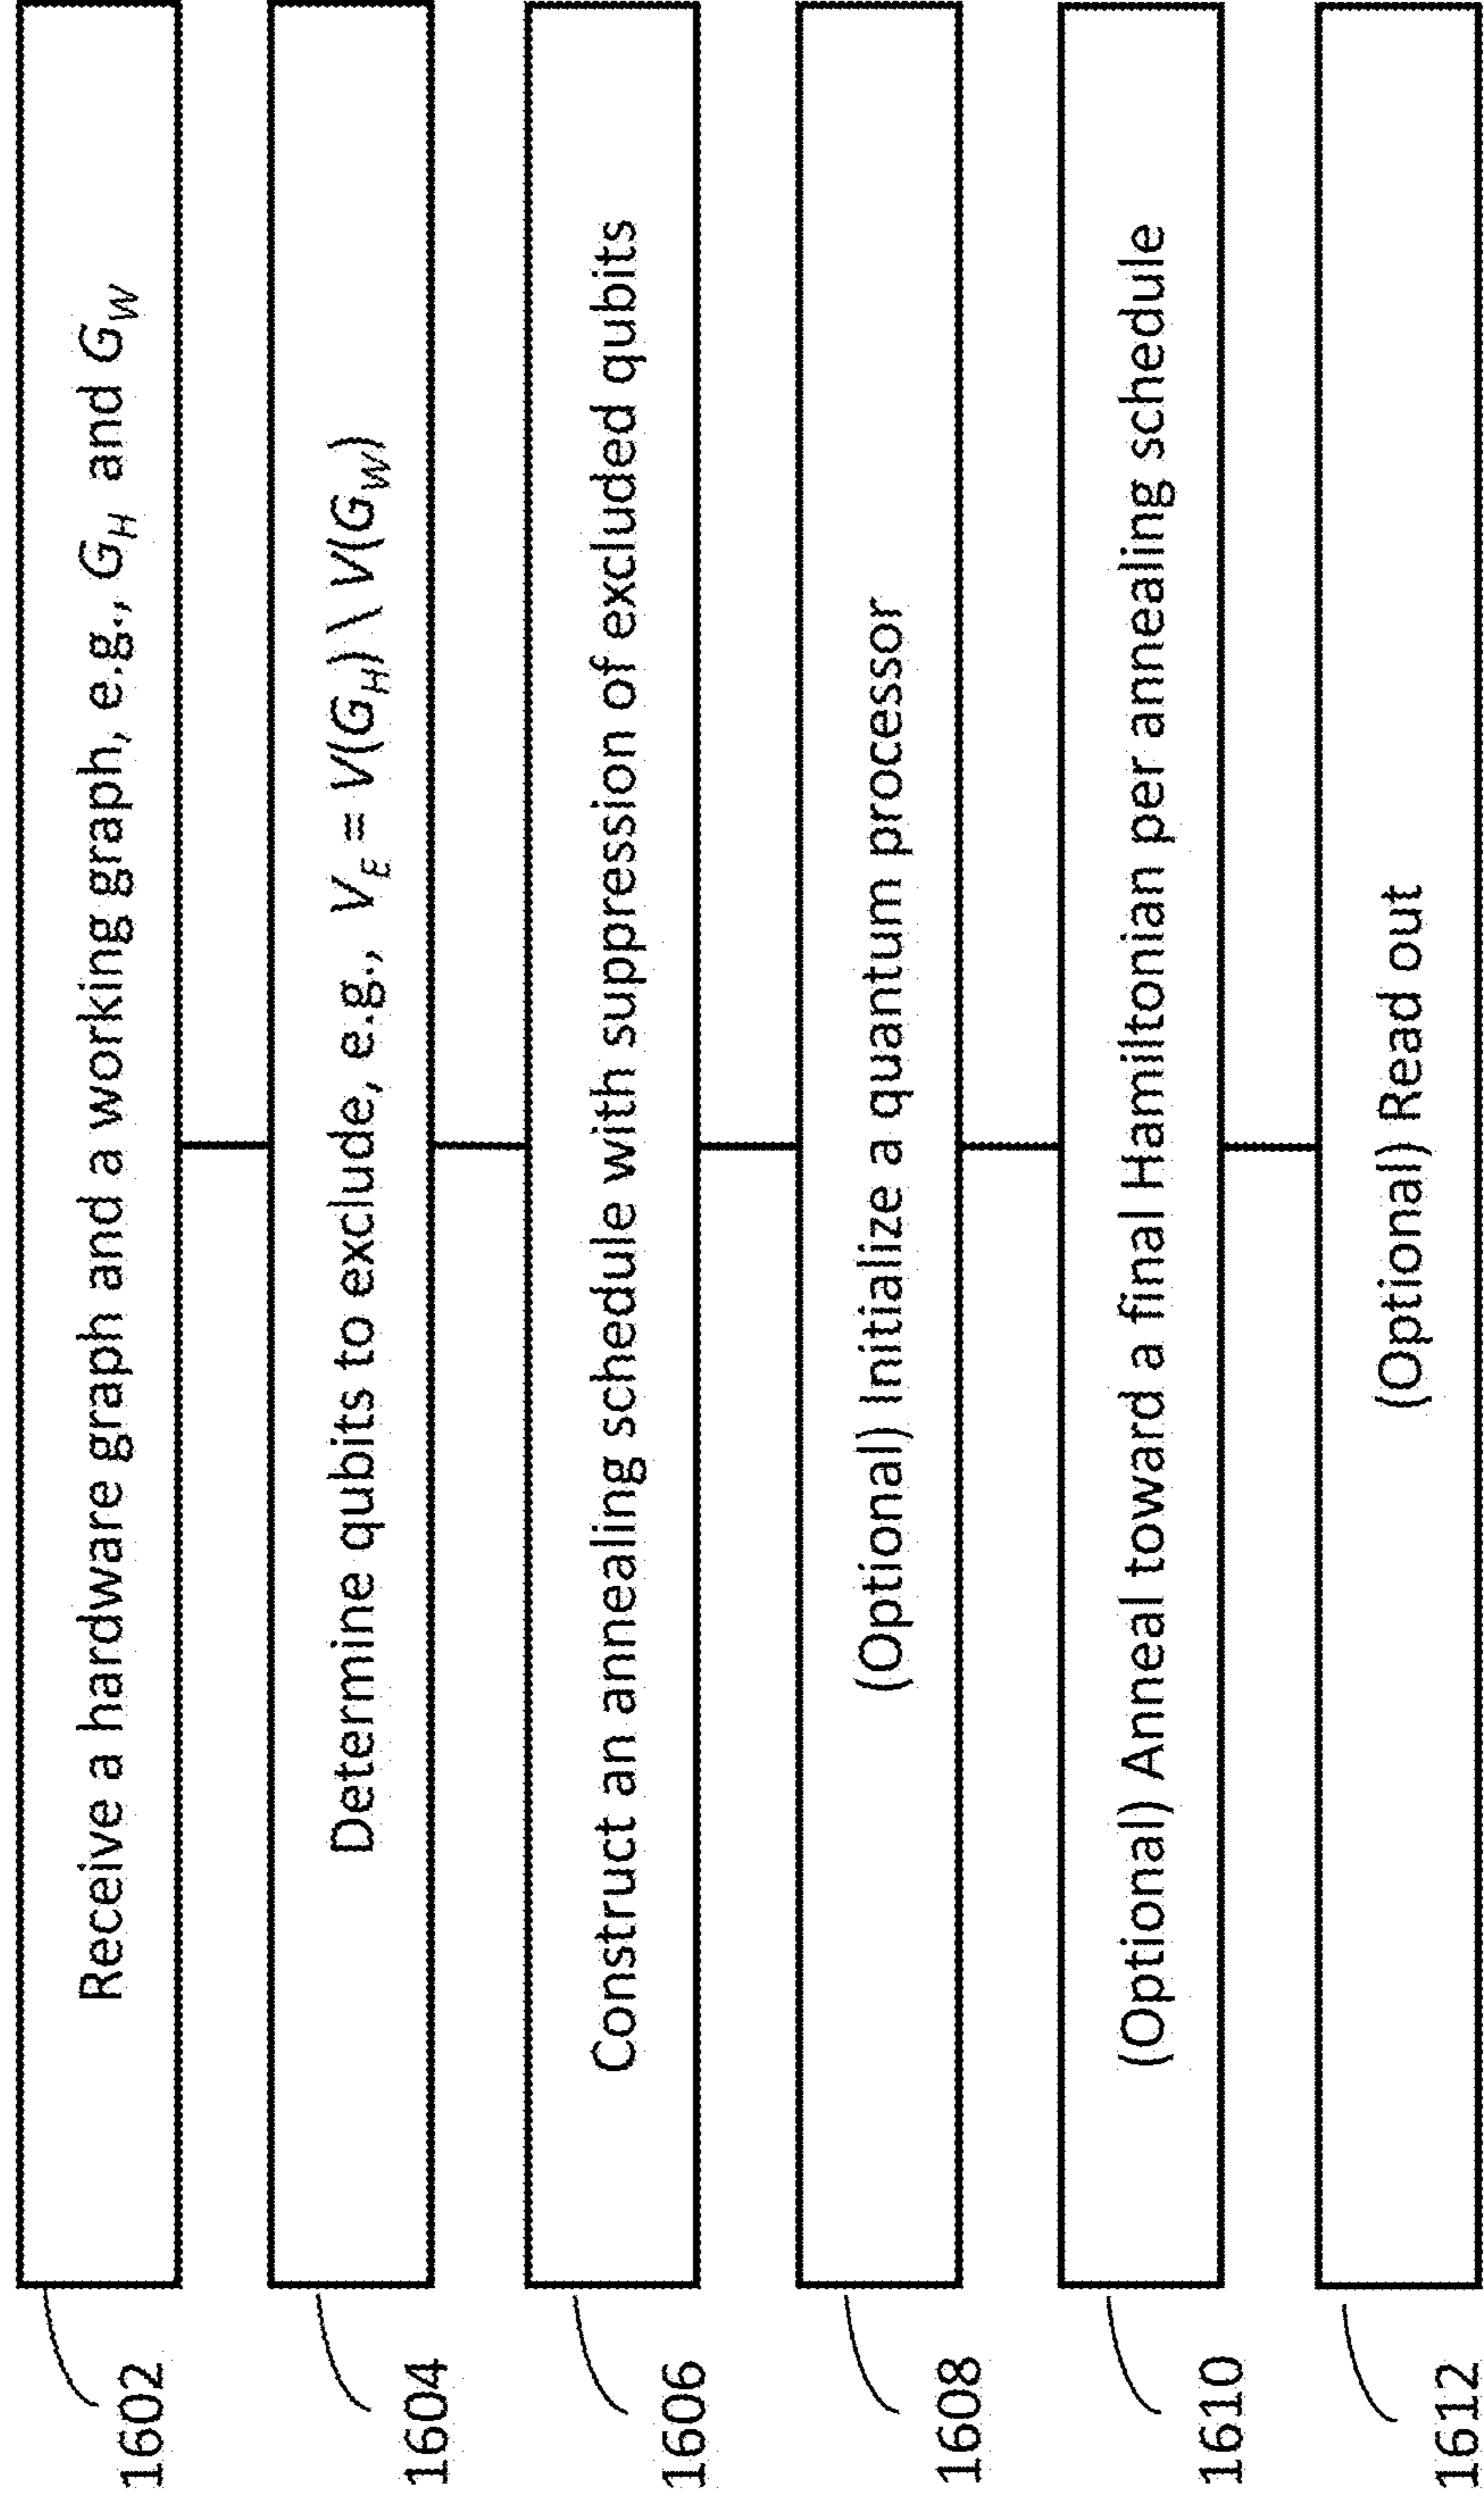 1602 Receive a hardware graph and a working graph, e.g., G_H and G_W
1604 Determine qubits to exclude, e.g., V_E = V(G_H) \ V(G_W)
1606 Construct an annealing schedule with suppression of excluded qubits
1608 (Optional) Initialize a quantum processor
1610 (Optional) Anneal toward a final Hamiltonian per annealing schedule
1612 (Optional) Read out